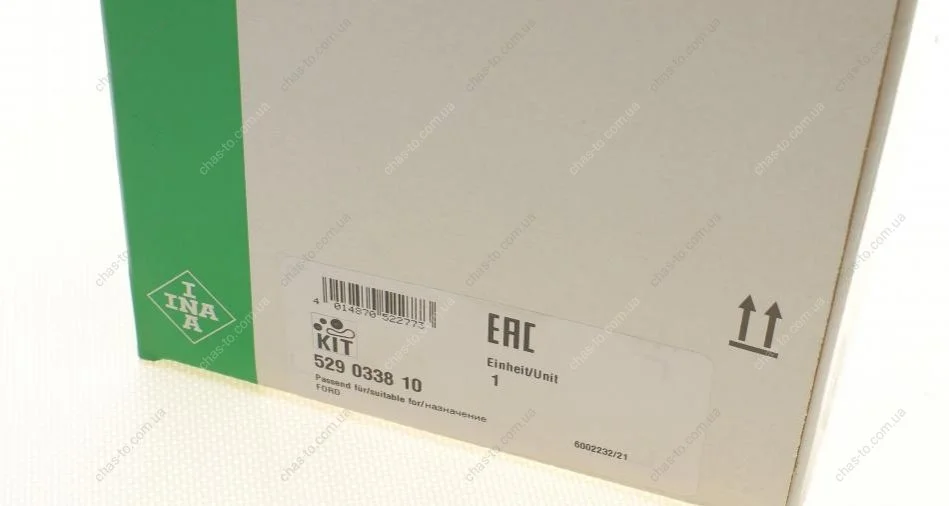 INA
INA
4 014870 522773
KIT
529 0338 10
Passend für/suitable for/назначение
FORD
EAC
Einheit/Unit
1
6002232/21
chas-to.com.ua